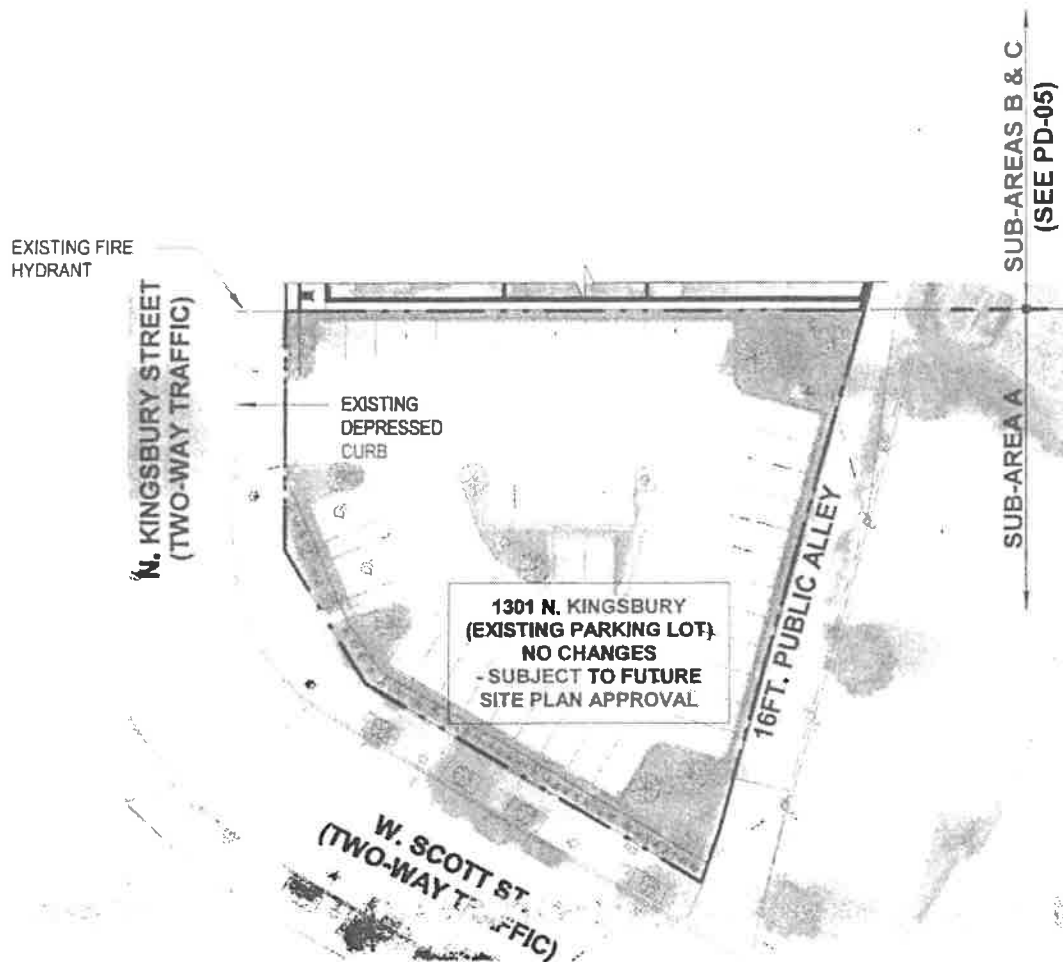 SUB-AREAS B & C
(SEE PD-05)
EXISTING FIRE
HYDRANT
N. KINGSBURY STREET
(TWO-WAY TRAFFIC)
EXISTING
DEPRESSED
CURB
SUB-AREA A
1301 N. KINGSBURY
(EXISTING PARKING LOT)
NO CHANGES
- SUBJECT TO FUTURE
SITE PLAN APPROVAL
16FT. PUBLIC ALLEY
W. SCOTT ST.
(TWO-WAY TRAFFIC)